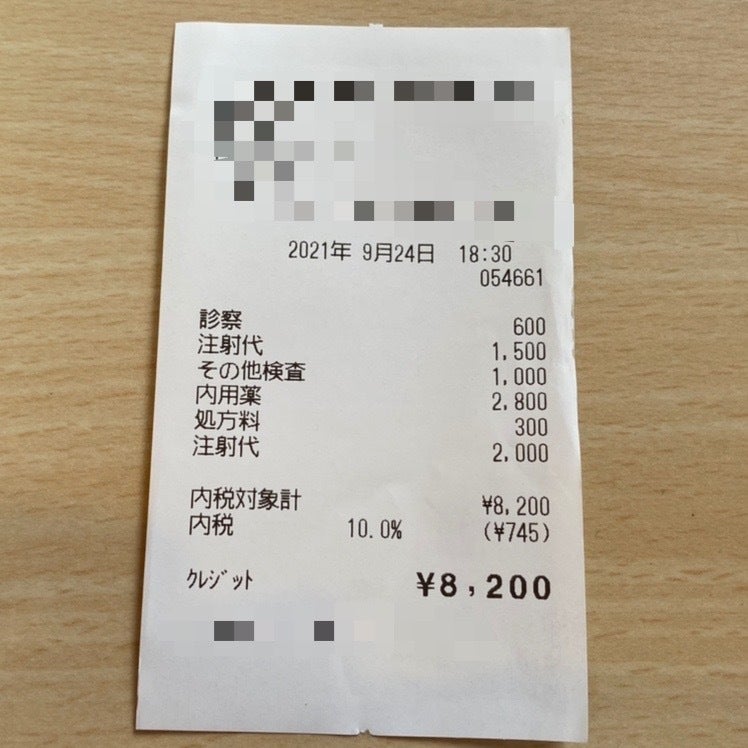 2021年 9月24日 18:30
054661
診察 600
注射代 1,500
その他検査 1,000
内用薬 2,800
処方料 300
注射代 2,000
内税対象計 ¥8,200
内税 10.0% (¥745)
ｸﾚｼﾞｯﾄ ¥8,200